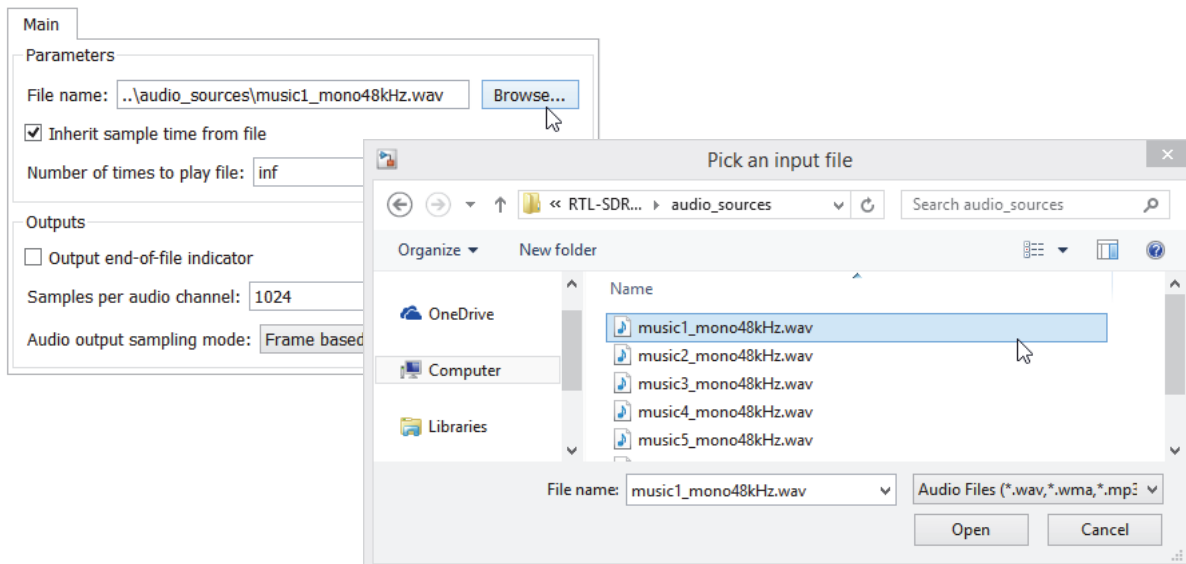 Main
Parameters
File name: ..\audio_sources\music1_mono48kHz.wav Browse...
Inherit sample time from file
Number of times to play file: inf
Outputs
Output end-of-file indicator
Samples per audio channel: 1024
Audio output sampling mode: Frame based
Pick an input file
« RTL-SDR... audio_sources Search audio_sources
Organize New folder
Name
OneDrive
Computer
Libraries
music1_mono48kHz.wav
music2_mono48kHz.wav
music3_mono48kHz.wav
music4_mono48kHz.wav
music5_mono48kHz.wav
File name: music1_mono48kHz.wav Audio Files (*.wav,*.wma,*.mp3
Open Cancel